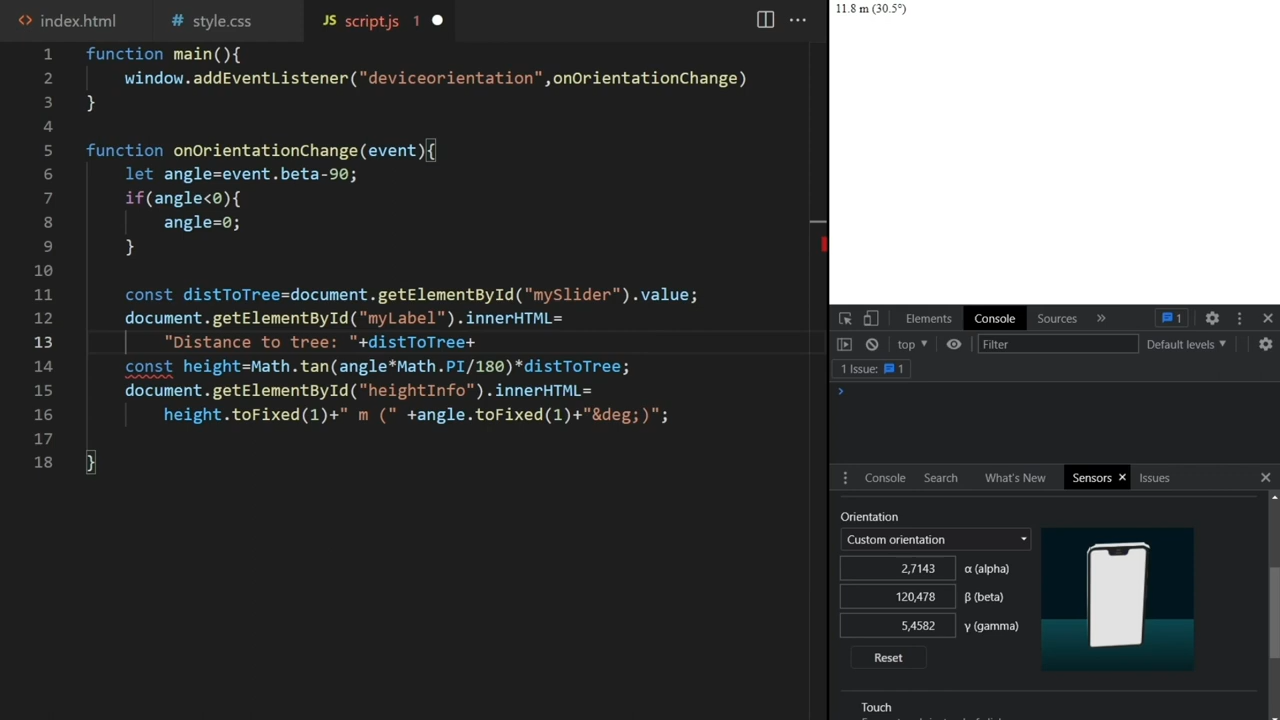 index.html
style.css
JS script.js 1
11.8 m (30.5°)
1 function main(){
2 window.addEventListener("deviceorientation",onOrientationChange)
3 }
4
5 function onOrientationChange(event){
6 let angle=event.beta-90;
7 if(angle<0){
8 angle=0;
9 }
10
11 const distToTree=document.getElementById("mySlider").value;
12 document.getElementById("myLabel").innerHTML=
13 "Distance to tree: "+distToTree+
14 const height=Math.tan(angle*Math.PI/180)*distToTree;
15 document.getElementById("heightInfo").innerHTML=
16 height.toFixed(1)+" m (" +angle.toFixed(1)+"&deg;)";
17
18 }
Elements Console Sources » 1
top Filter Default levels
1 Issue: 1
Console Search What's New Sensors Issues
Orientation
Custom orientation
2,7143 α (alpha)
120,478 β (beta)
5,4582 γ (gamma)
Reset
Touch